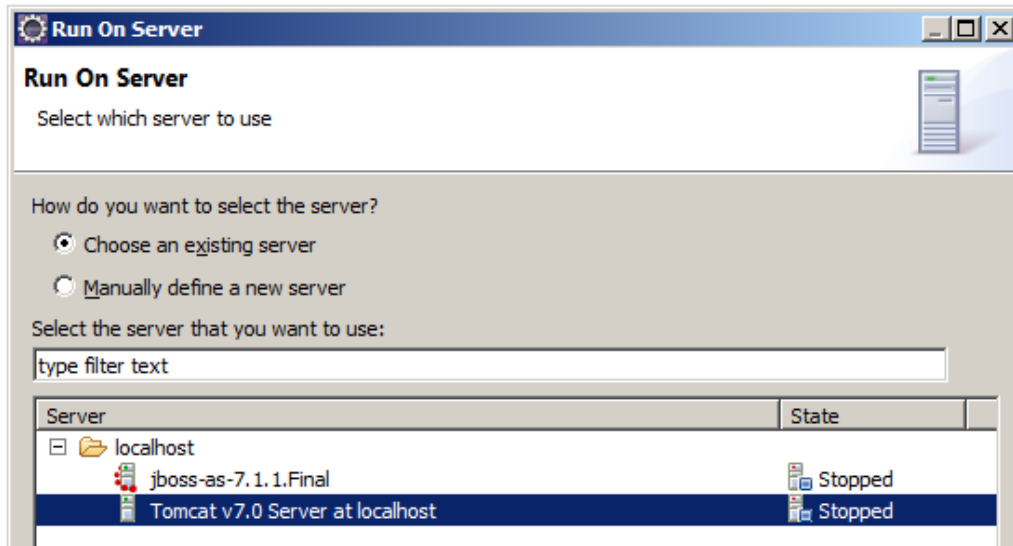 Run On Server
Run On Server
Select which server to use
How do you want to select the server?
Choose an existing server
Manually define a new server
Select the server that you want to use:
type filter text
Server State
localhost
jboss-as-7.1.1.Final Stopped
Tomcat v7.0 Server at localhost Stopped